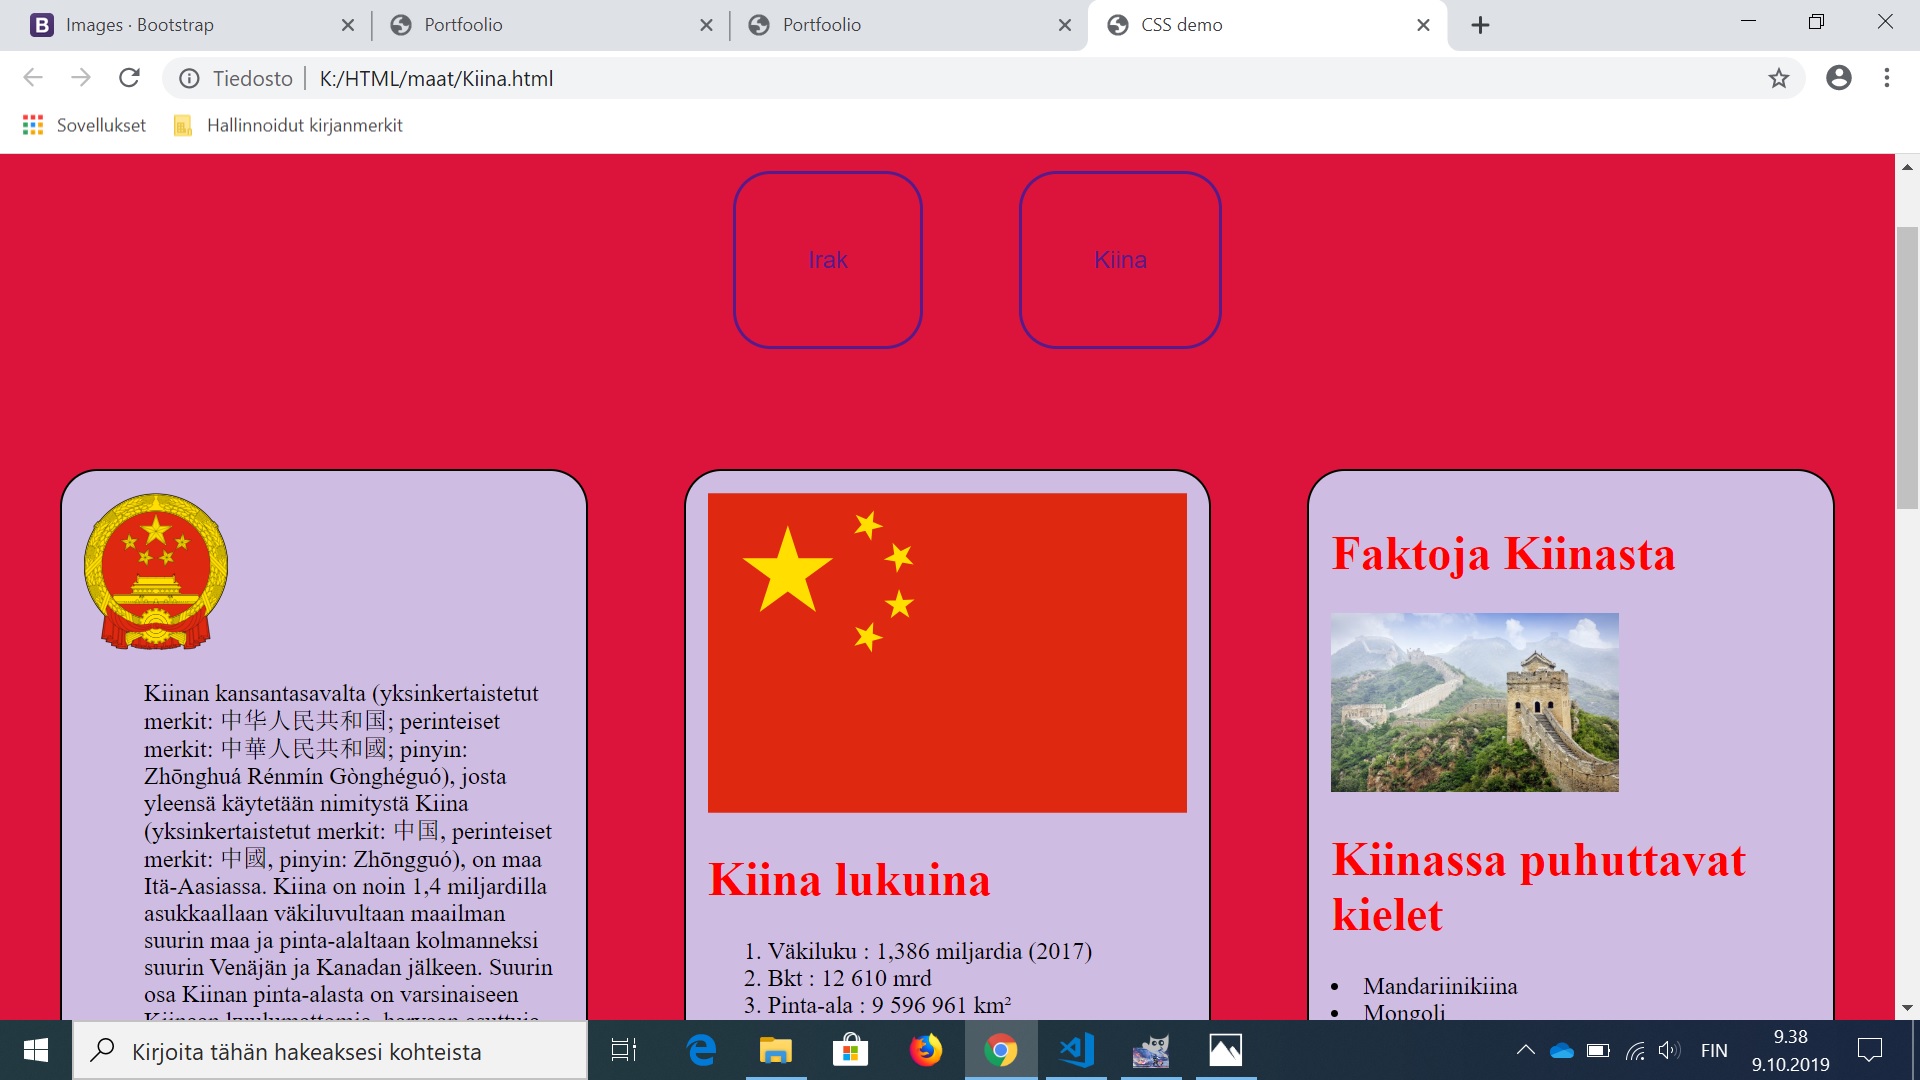 Images · Bootstrap
Portfoolio
Portfoolio
CSS demo
Tiedosto
K:/HTML/maat/Kiina.html
Sovellukset
Hallinnoidut kirjanmerkit
Irak
Kiina
Kiinan kansantasavalta (yksinkertaistetut
merkit: 中华人民共和国; perinteiset
merkit: 中華人民共和國; pinyin:
Zhōnghuá Rénmín Gònghéguó), josta
yleensä käytetään nimitystä Kiina
(yksinkertaistetut merkit: 中国, perinteiset
merkit: 中國, pinyin: Zhōngguó), on maa
Itä-Aasiassa. Kiina on noin 1,4 miljardilla
asukkaallaan väkiluvultaan maailman
suurin maa ja pinta-alaltaan kolmanneksi
suurin Venäjän ja Kanadan jälkeen. Suurin
osa Kiinan pinta-alasta on varsinaiseen
Kiina lukuina
1. Väkiluku : 1,386 miljardia (2017)
2. Bkt : 12 610 mrd
3. Pinta-ala : 9 596 961 km²
Faktoja Kiinasta
Kiinassa puhuttavat
kielet
• Mandariinikiina
• Mongoli
Kirjoita tähän hakeaksesi kohteista
FIN
9.38
9.10.2019